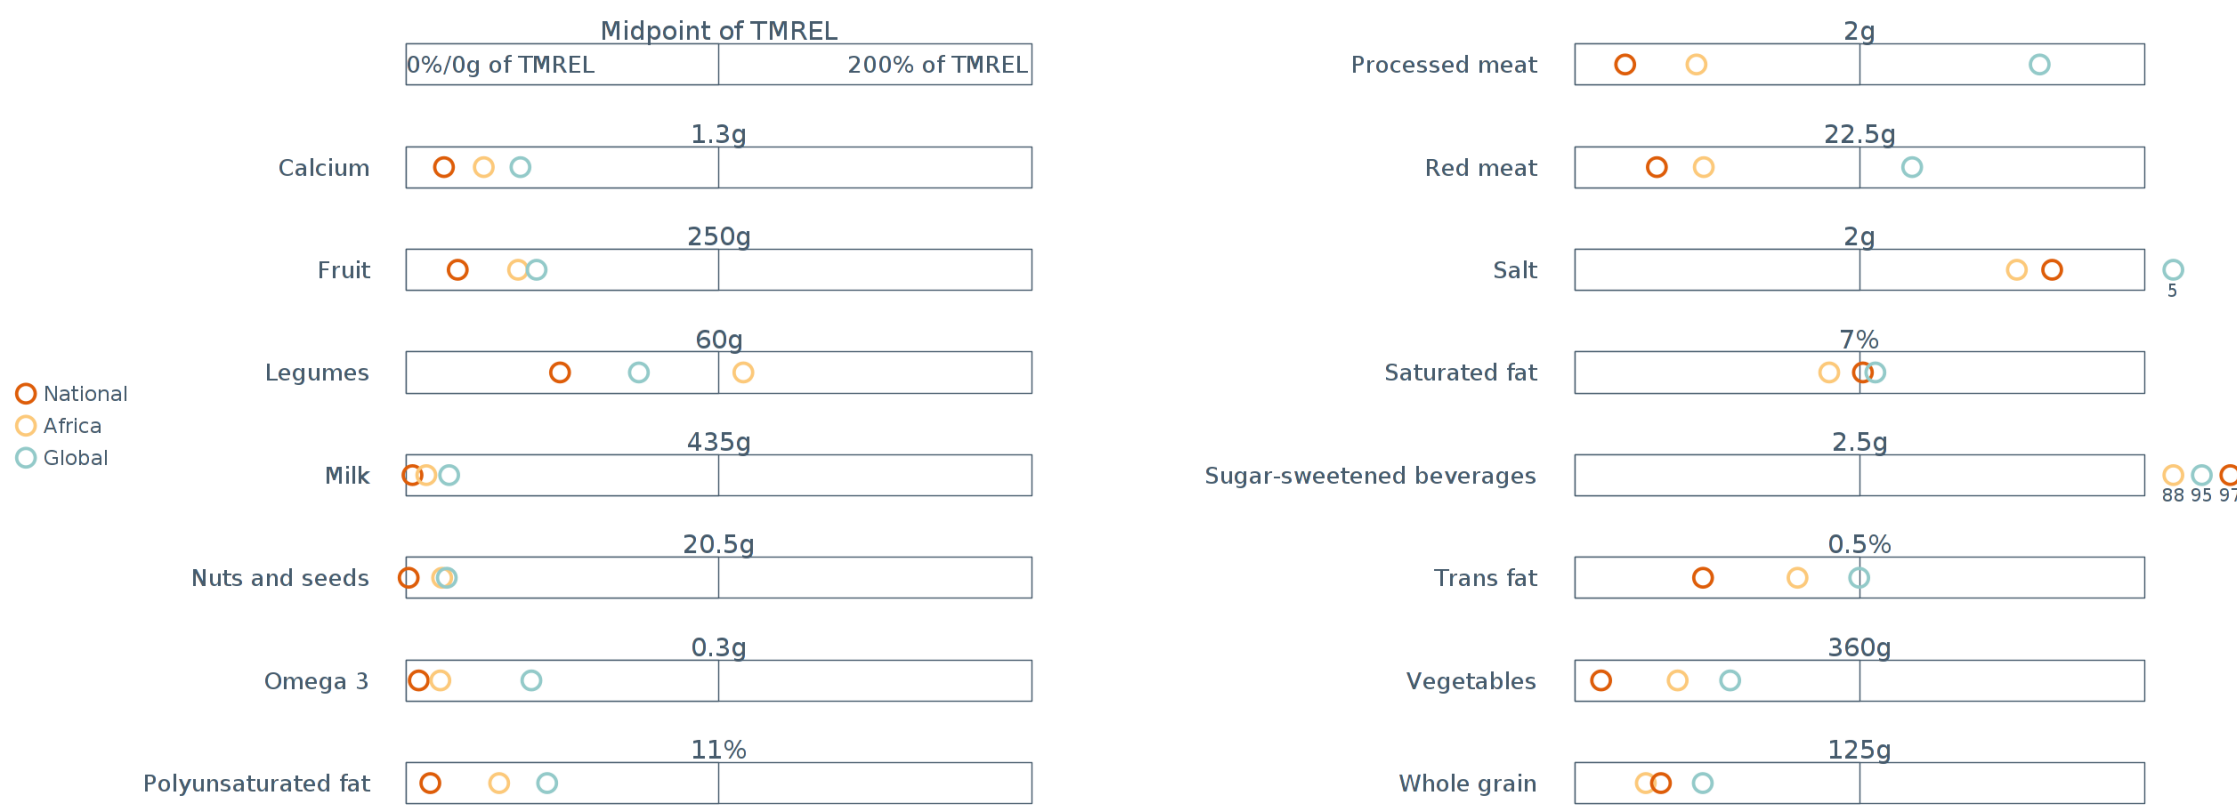 Midpoint of TMREL
0%/0g of TMREL
200% of TMREL
1.3g
Calcium
250g
Fruit
60g
Legumes
435g
Milk
20.5g
Nuts and seeds
0.3g
Omega 3
11%
Polyunsaturated fat
National
Africa
Global
2g
Processed meat
22.5g
Red meat
2g
Salt
5
7%
Saturated fat
2.5g
Sugar-sweetened beverages
88 95 97
0.5%
Trans fat
360g
Vegetables
125g
Whole grain